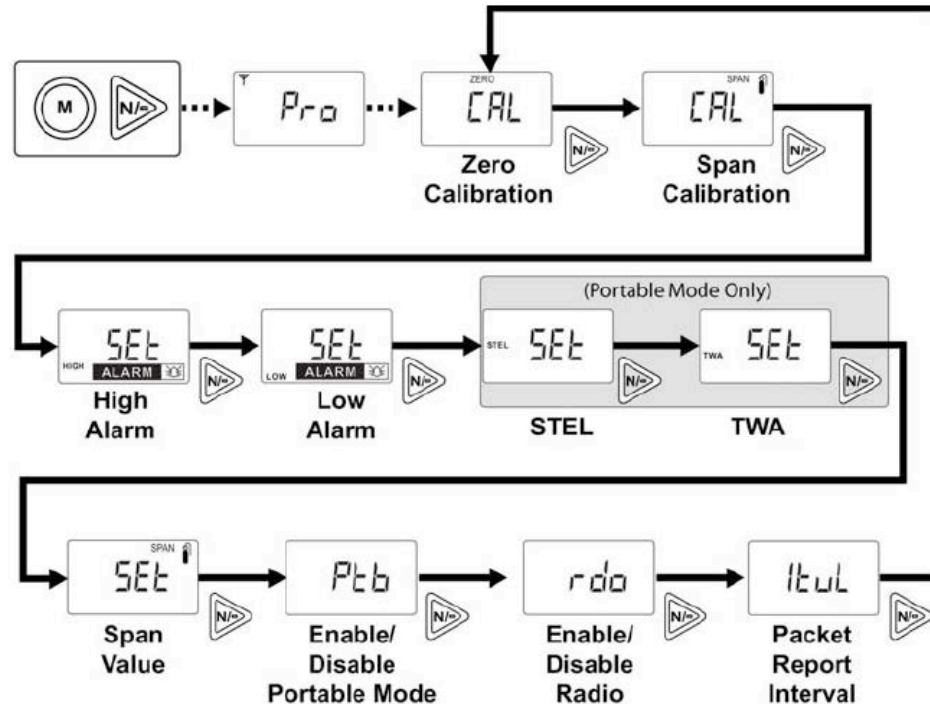 M
N/-
Pro
ZERO
CAL
N/-
Zero
Calibration
SPAN
CAL
N/-
Span
Calibration
HIGH
SEt
ALARM
N/-
High
Alarm
LOW
SEt
ALARM
N/-
Low
Alarm
(Portable Mode Only)
STEL
SEt
N/-
STEL
TWA
SEt
N/-
TWA
SPAN
SEt
N/-
Span
Value
Ptb
N/-
Enable/
Disable
Portable Mode
rdo
N/-
Enable/
Disable
Radio
ItuL
N/-
Packet
Report
Interval